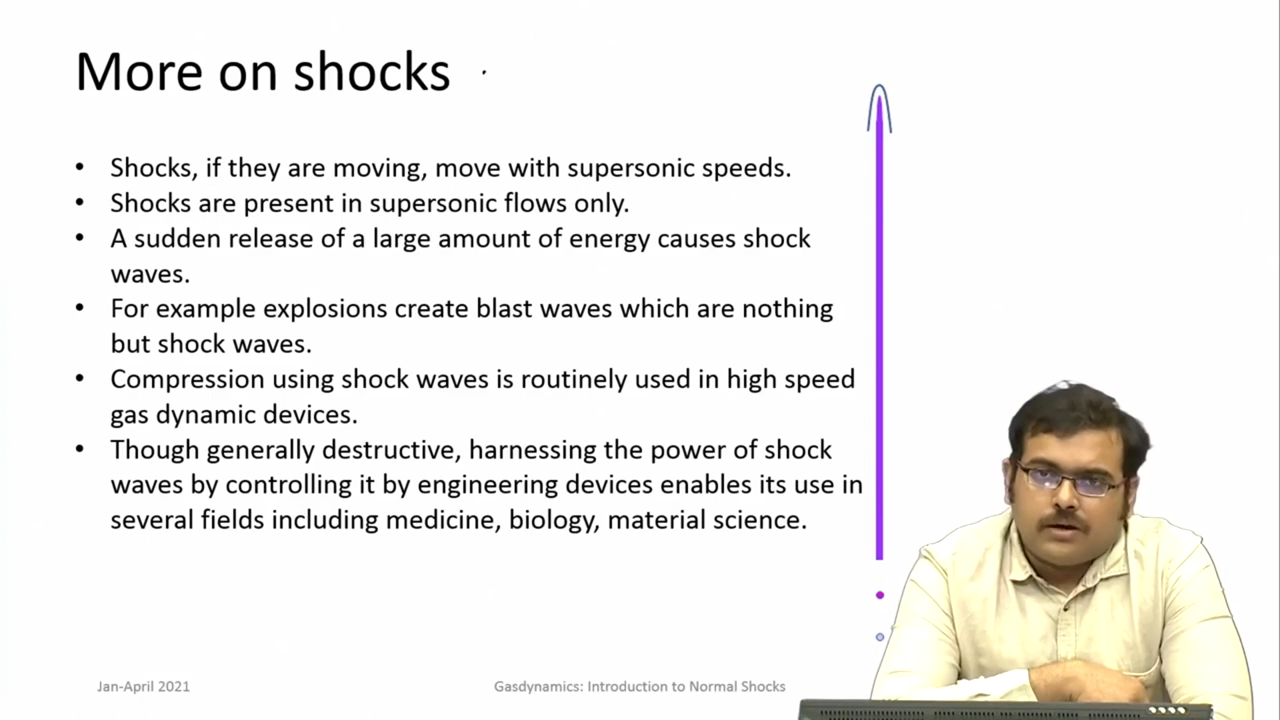 More on shocks
• Shocks, if they are moving, move with supersonic speeds.
• Shocks are present in supersonic flows only.
• A sudden release of a large amount of energy causes shock
waves.
• For example explosions create blast waves which are nothing
but shock waves.
• Compression using shock waves is routinely used in high speed
gas dynamic devices.
• Though generally destructive, harnessing the power of shock
waves by controlling it by engineering devices enables its use in
several fields including medicine, biology, material science.
Jan-April 2021
Gasdynamics: Introduction to Normal Shocks